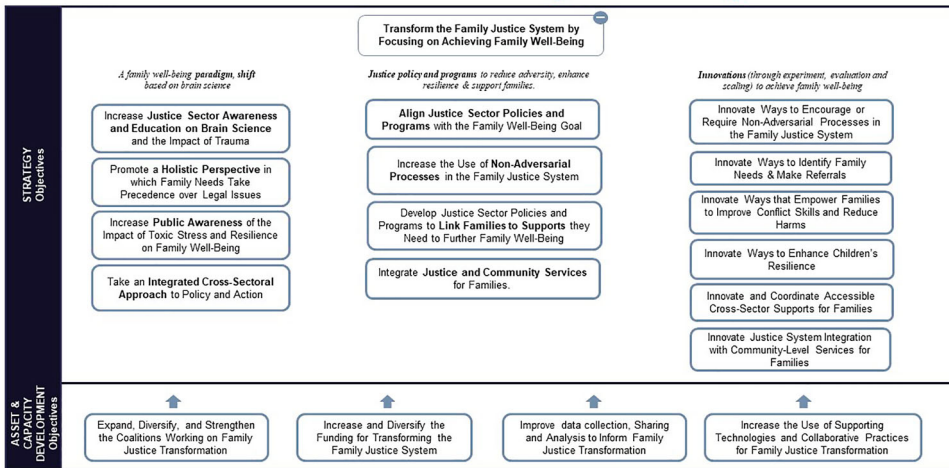 Transform the Family Justice System by
Focusing on Achieving Family Well-Being
STRATEGY
Objectives
A family well-being paradigm, shift
based on brain science
Increase Justice Sector Awareness
and Education on Brain Science
and the Impact of Trauma
Promote a Holistic Perspective in
which Family Needs Take
Precedence over Legal Issues
Increase Public Awareness of the
Impact of Toxic Stress and Resilience
on Family Well-Being
Take an Integrated Cross-Sectoral
Approach to Policy and Action
Justice policy and programs to reduce adversity, enhance
resilience & support families.
Align Justice Sector Policies and
Programs with the Family Well-Being Goal
Increase the Use of Non-Adversarial
Processes in the Family Justice System
Develop Justice Sector Policies and
Programs to Link Families to Supports they
Need to Further Family Well-Being
Integrate Justice and Community Services
for Families.
Innovations (through experiment, evaluation and
scaling) to achieve family well-being
Innovate Ways to Encourage or
Require Non-Adversarial Processes in
the Family Justice System
Innovate Ways to Identify Family
Needs & Make Referrals
Innovate Ways that Empower Families
to Improve Conflict Skills and Reduce
Harms
Innovate Ways to Enhance Children's
Resilience
Innovate and Coordinate Accessible
Cross-Sector Supports for Families
Innovate Justice System Integration
with Community-Level Services for
Families
ASSET &
CAPACITY
DEVELOPMENT
Objectives
Expand, Diversify, and Strengthen
the Coalitions Working on Family
Justice Transformation
Increase and Diversify the
Funding for Transforming the
Family Justice System
Improve data collection, Sharing
and Analysis to Inform Family
Justice Transformation
Increase the Use of Supporting
Technologies and Collaborative Practices
for Family Justice Transformation